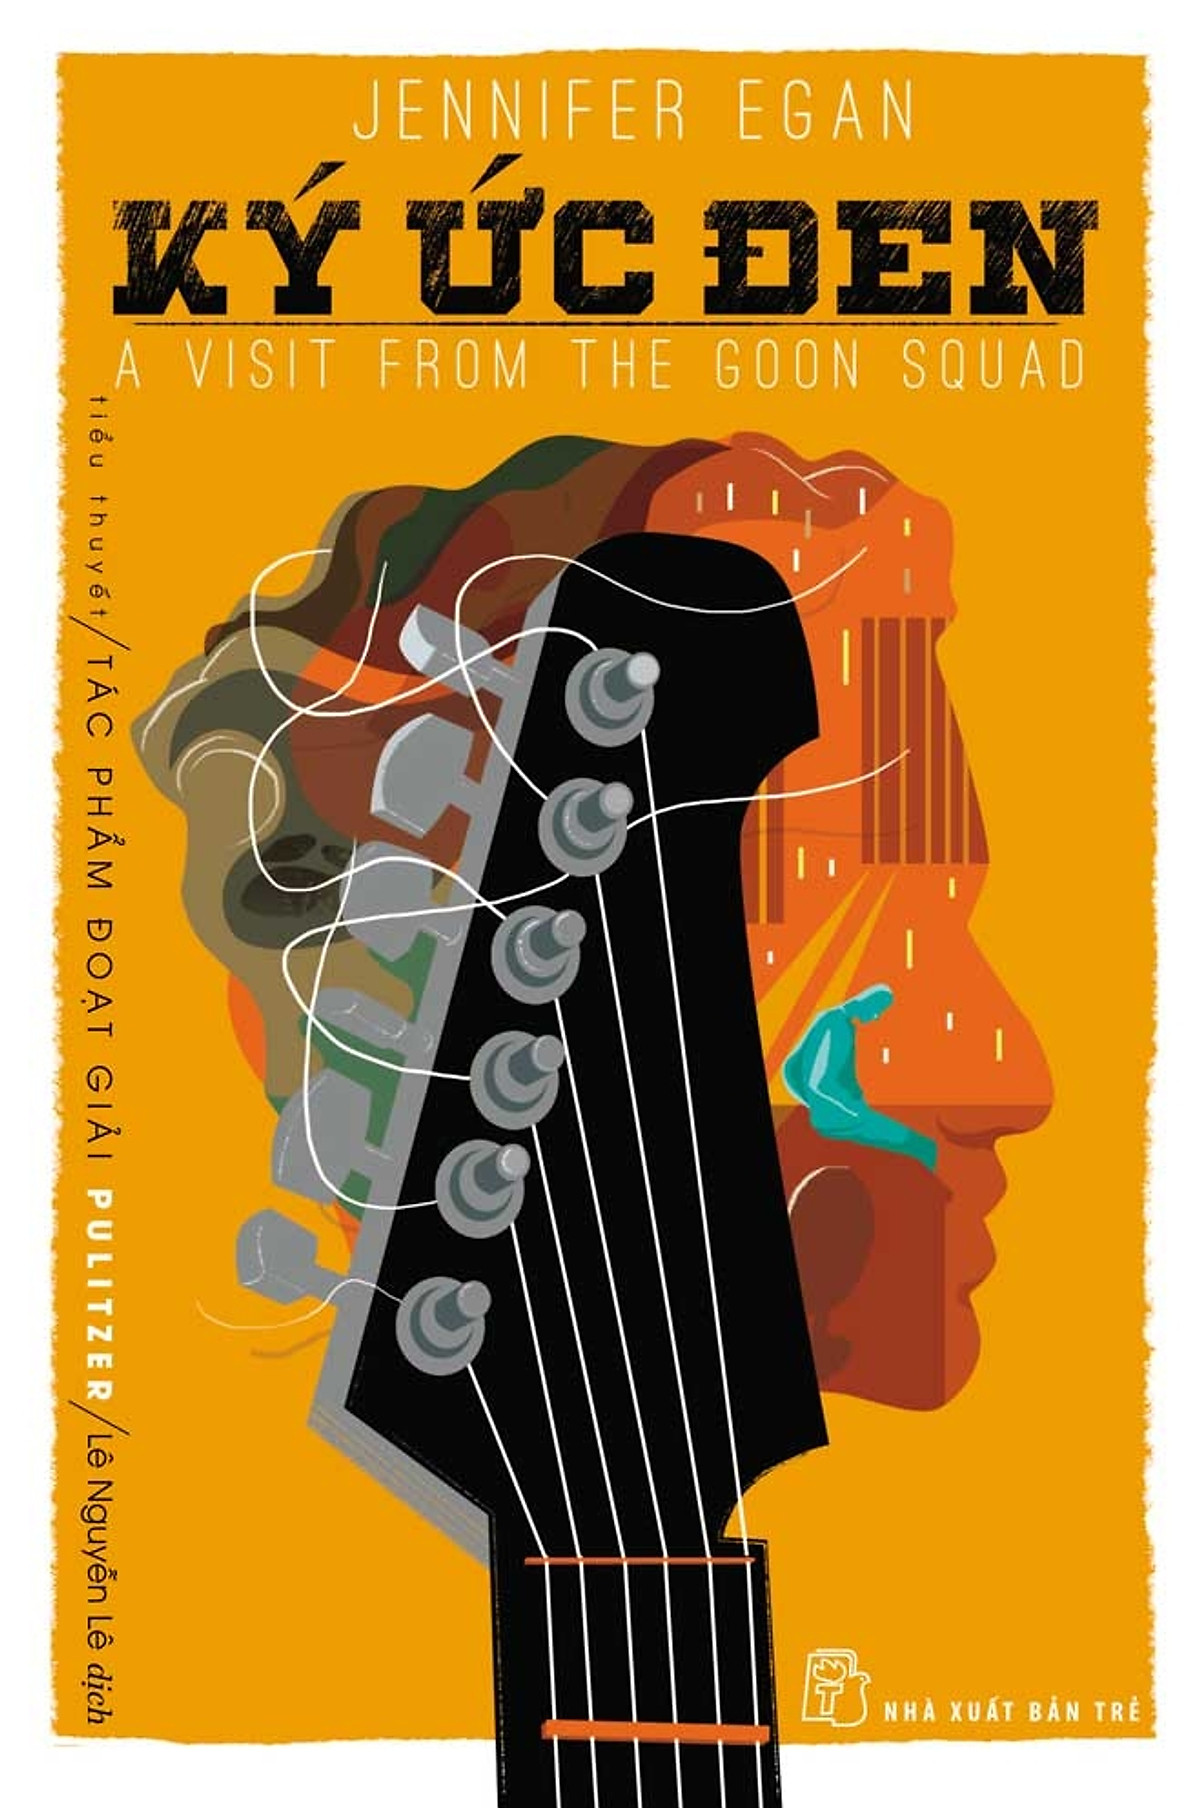 JENNIFER EGAN
KÝ ỨC ĐEN
A VISIT FROM THE GOON SQUAD
tiểu thuyết/TÁC PHẨM ĐOẠT GIẢI PULITZER/Lê Nguyễn Lê dịch
NHÀ XUẤT BẢN TRẺ